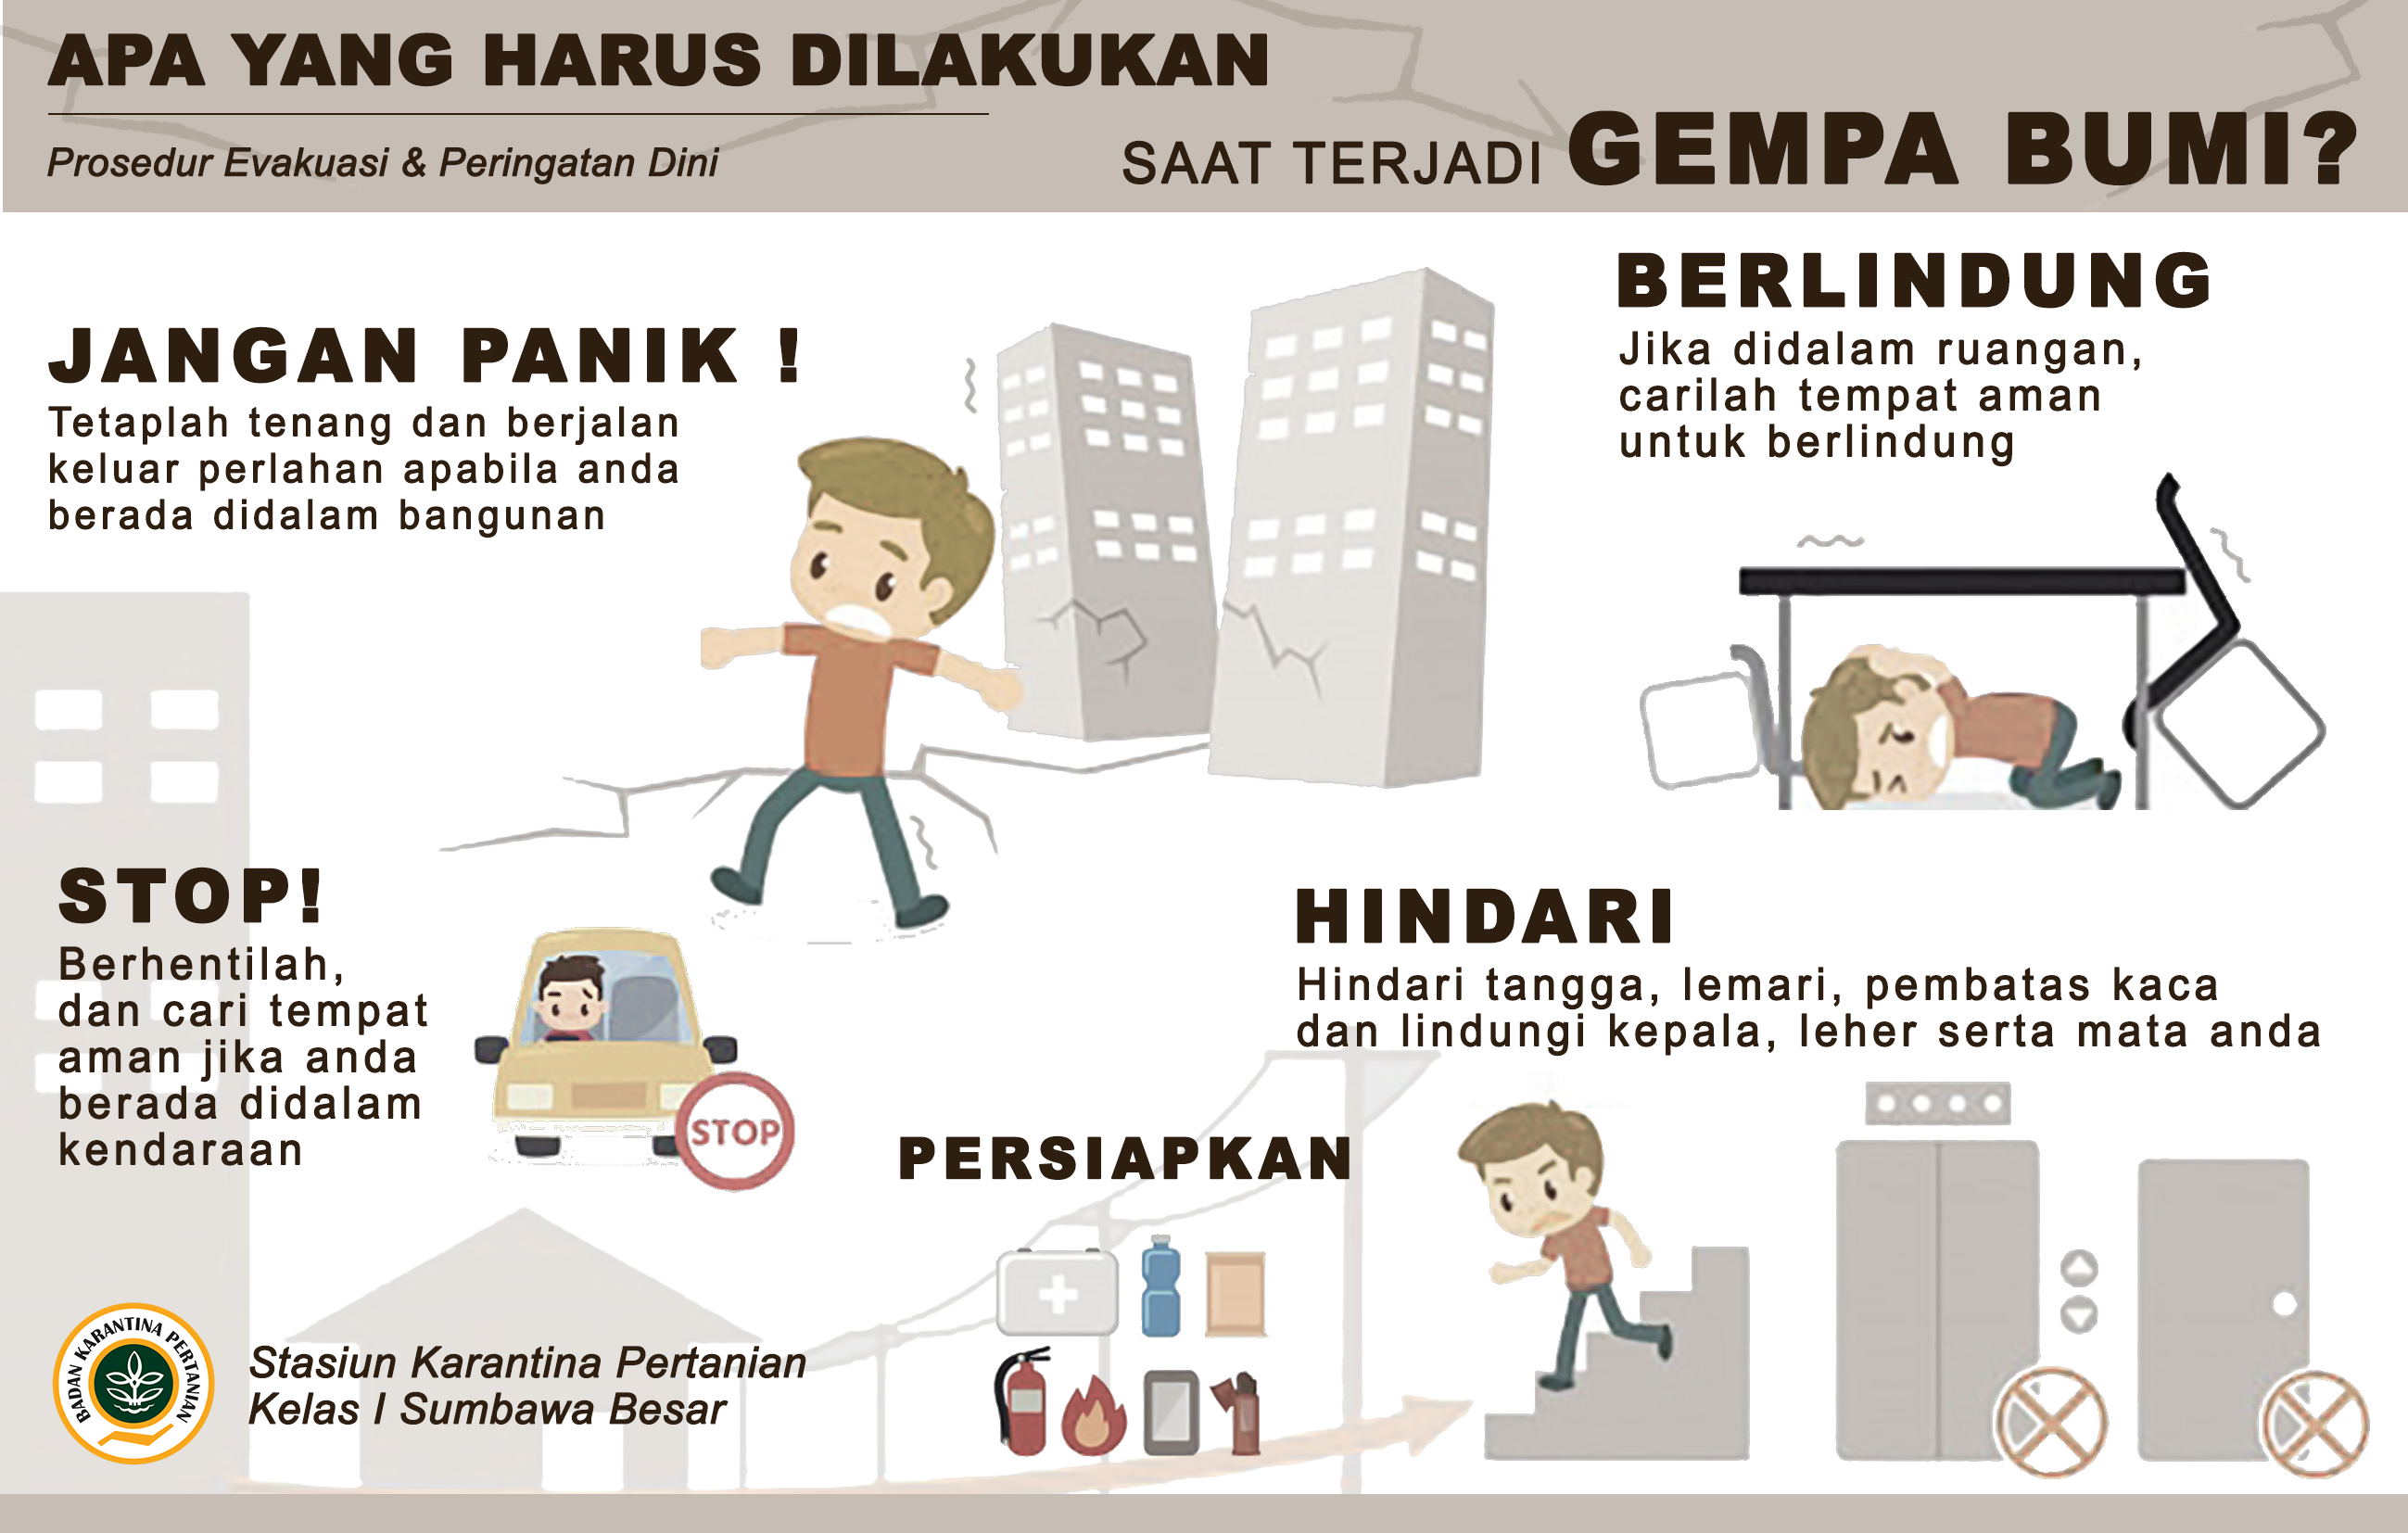 APA YANG HARUS DILAKUKAN
Prosedur Evakuasi & Peringatan Dini
SAAT TERJADI GEMPA BUMI?
JANGAN PANIK !
Tetaplah tenang dan berjalan
keluar perlahan apabila anda
berada didalam bangunan
BERLINDUNG
Jika didalam ruangan,
carilah tempat aman
untuk berlindung
STOP!
Berhentilah,
dan cari tempat
aman jika anda
berada didalam
kendaraan
STOP
HINDARI
Hindari tangga, lemari, pembatas kaca
dan lindungi kepala, leher serta mata anda
PERSIAPKAN
BADAN KARANTINA PERTANIAN
Stasiun Karantina Pertanian
Kelas I Sumbawa Besar